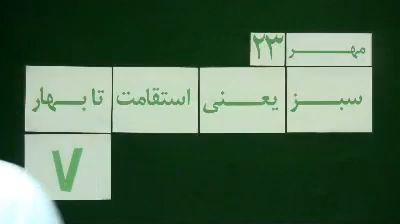 مهر ۲۳
سبز یعنی استقامت تا بهار
۷